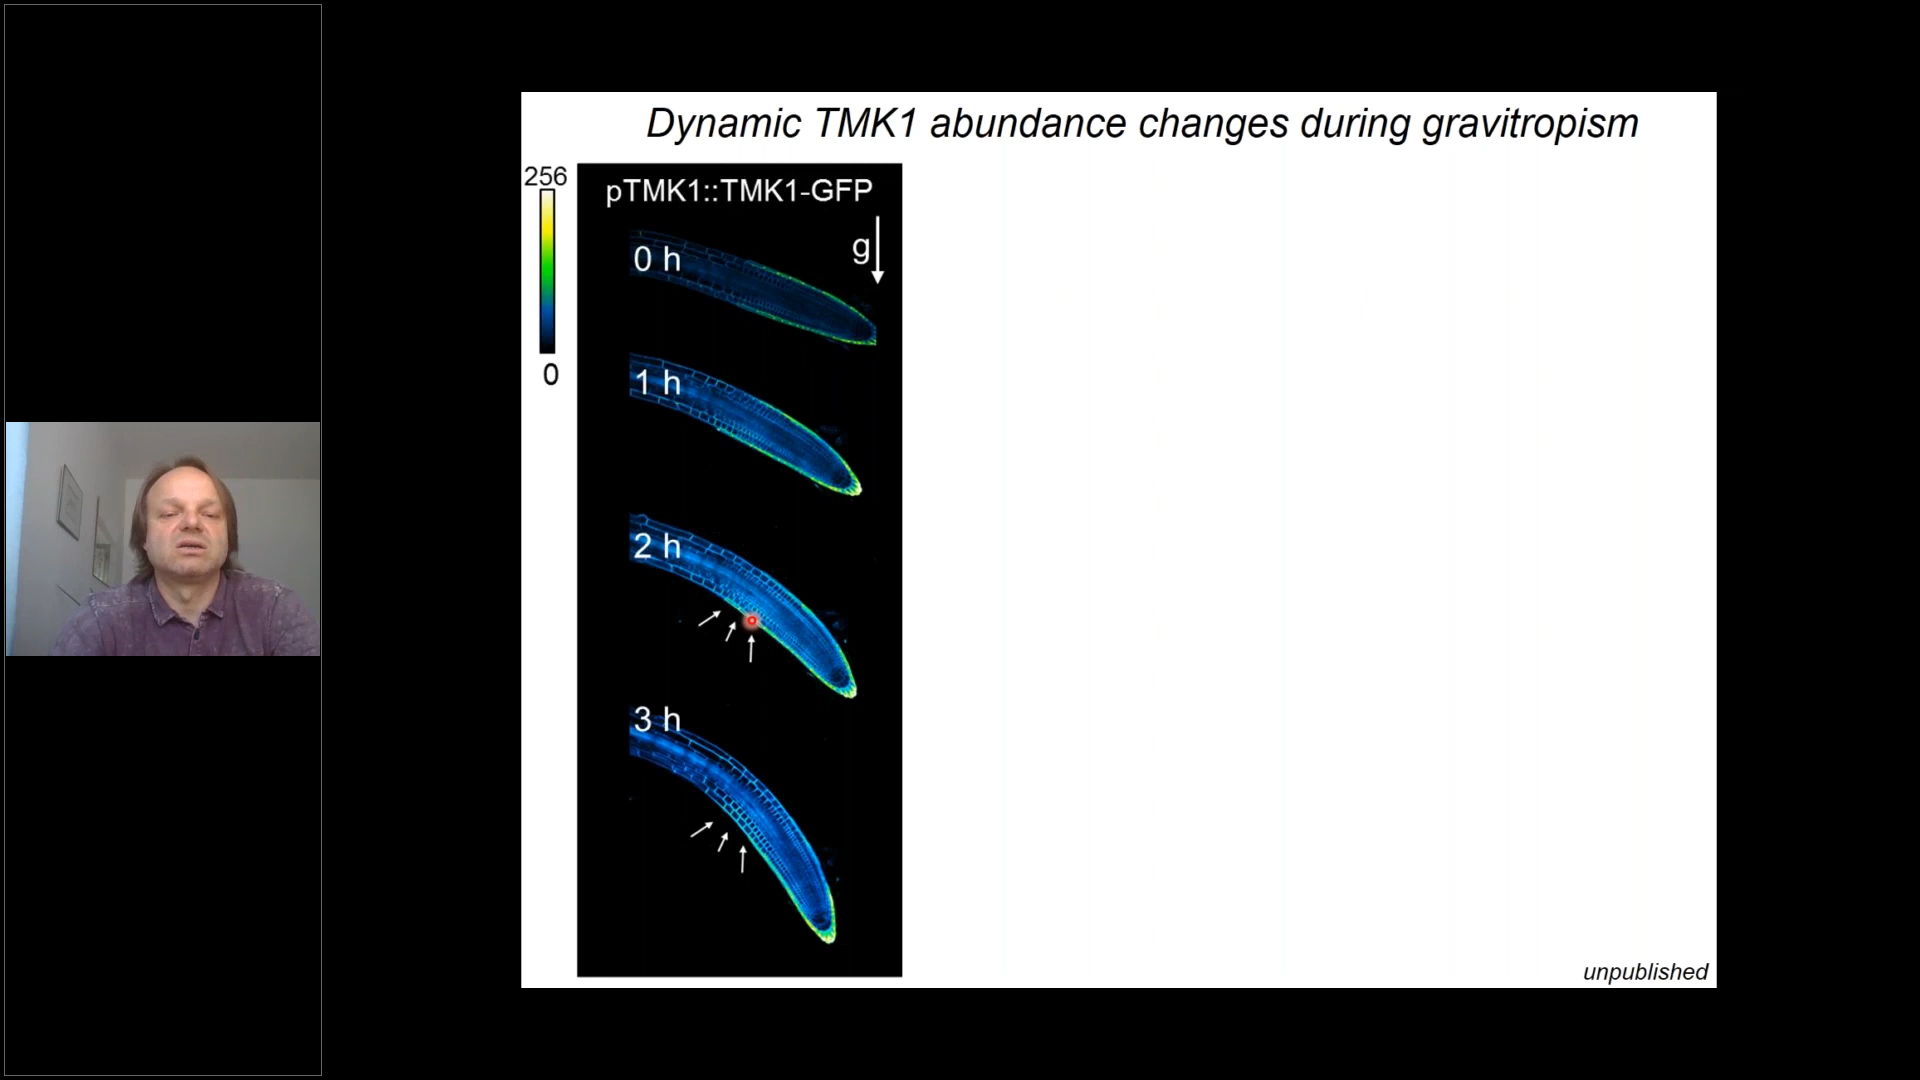 Dynamic TMK1 abundance changes during gravitropism
256
pTMK1::TMK1-GFP
g
0 h
0
1 h
2 h
3 h
unpublished